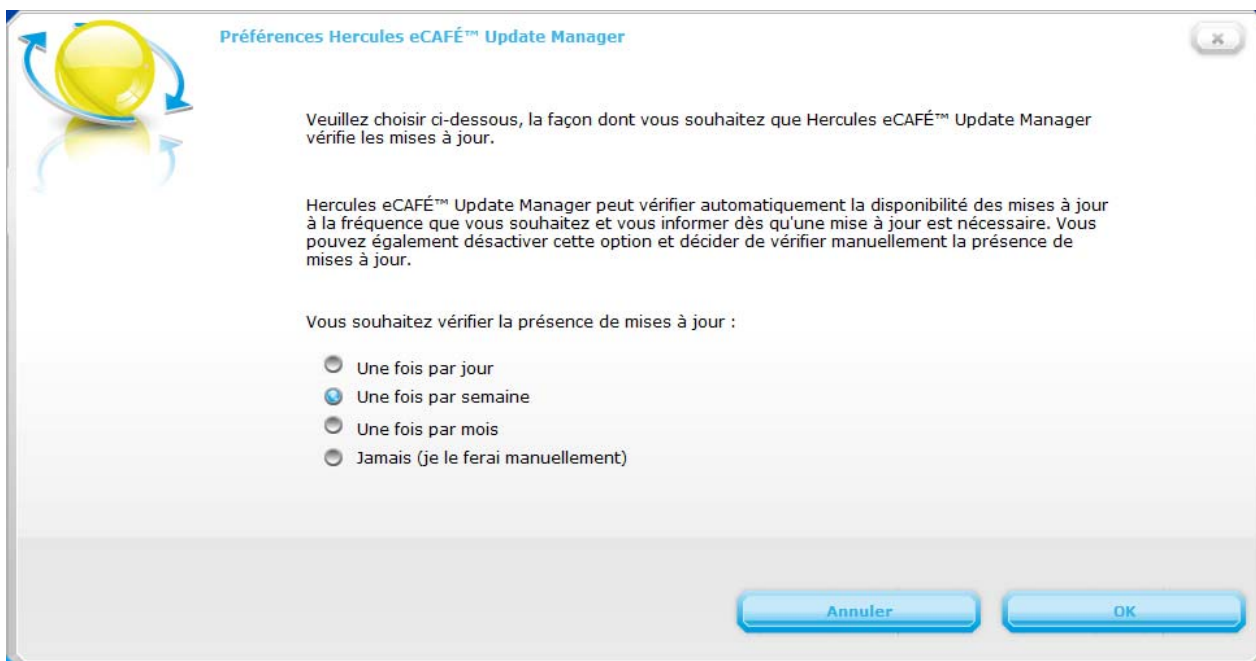 Préférences Hercules eCAFÉ™ Update Manager
Veuillez choisir ci-dessous, la façon dont vous souhaitez que Hercules eCAFÉ™ Update Manager
vérifie les mises à jour.
Hercules eCAFÉ™ Update Manager peut vérifier automatiquement la disponibilité des mises à jour
à la fréquence que vous souhaitez et vous informer dès qu'une mise à jour est nécessaire. Vous
pouvez également désactiver cette option et décider de vérifier manuellement la présence de
mises à jour.
Vous souhaitez vérifier la présence de mises à jour :
Une fois par jour
Une fois par semaine
Une fois par mois
Jamais (je le ferai manuellement)
Annuler
OK